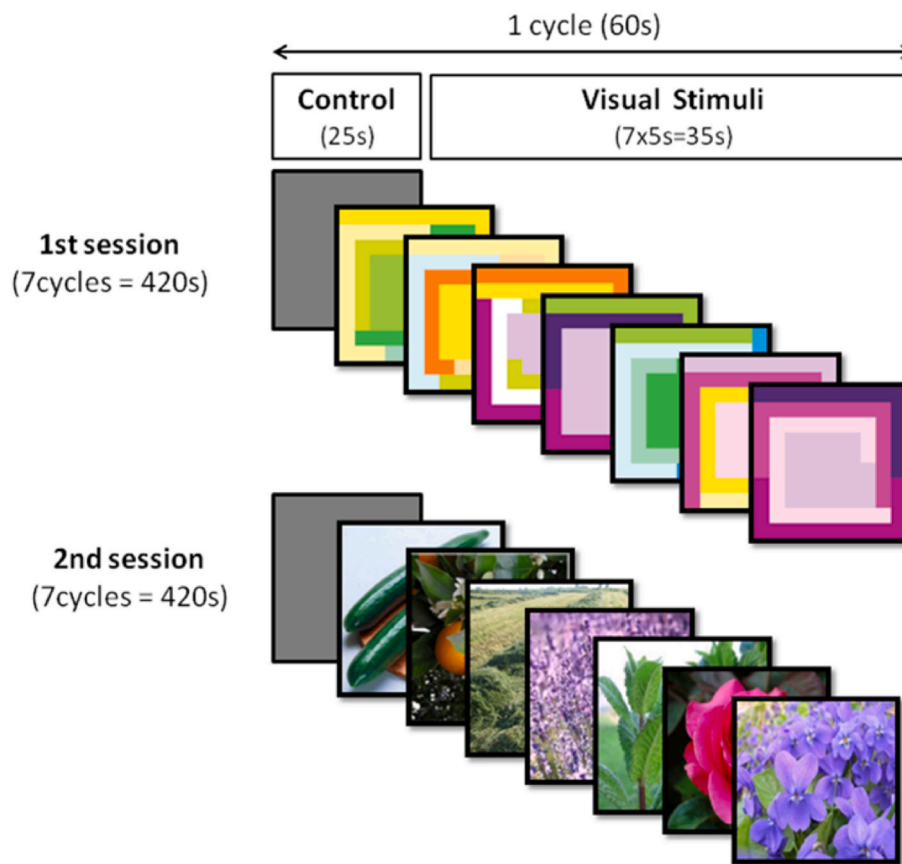 1 cycle (60s)
Control
(25s)
Visual Stimuli
(7x5s=35s)
1st session
(7cycles = 420s)
2nd session
(7cycles = 420s)